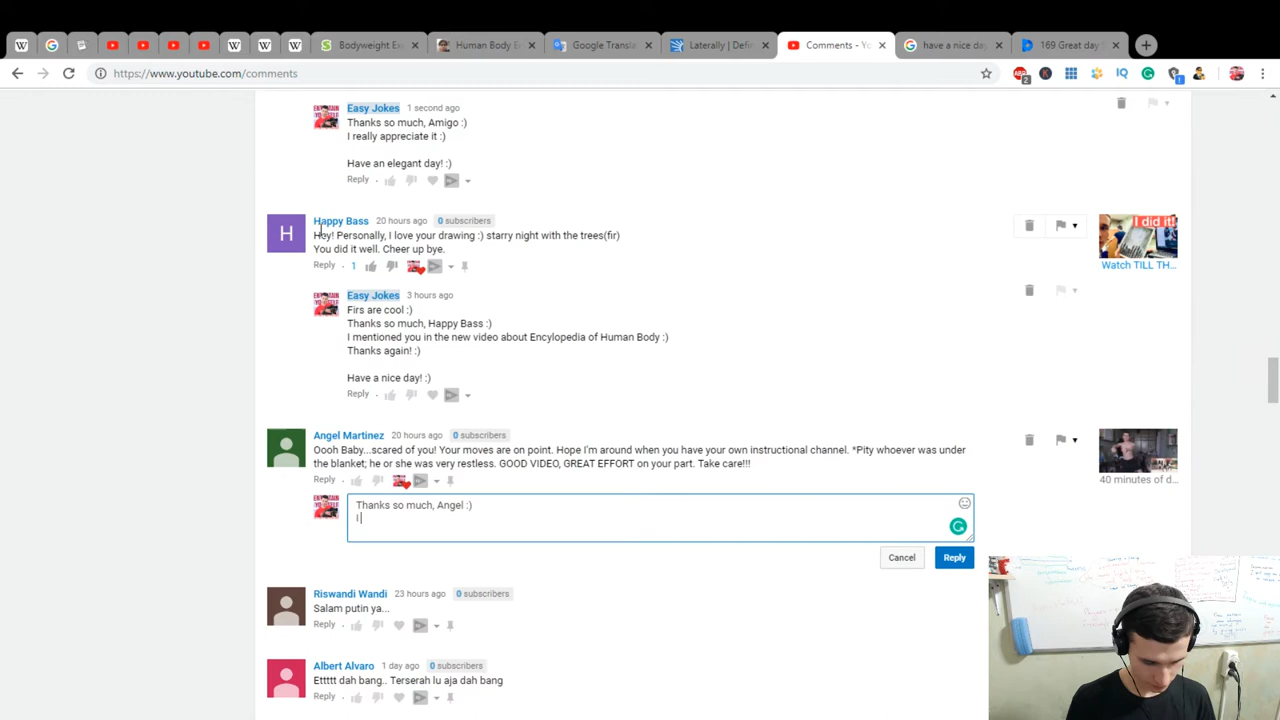 Bodyweight Ex
Human Body E
Google Transla
Laterally | Defin
Comments - Yo
have a nice day
169 Great day
https://www.youtube.com/comments
Easy Jokes 1 second ago
Thanks so much, Amigo :)
I really appreciate it :)
Have an elegant day! :)
Reply
Happy Bass 20 hours ago 0 subscribers
Hey! Personally, I love your drawing :) starry night with the trees(fir)
You did it well. Cheer up bye.
Reply 1
I did it!
Watch TILL TH...
Easy Jokes 3 hours ago
Firs are cool :)
Thanks so much, Happy Bass :)
I mentioned you in the new video about Encylopedia of Human Body :)
Thanks again! :)
Have a nice day! :)
Reply
Angel Martinez 20 hours ago 0 subscribers
Oooh Baby...scared of you! Your moves are on point. Hope I'm around when you have your own instructional channel. *Pity whoever was under
the blanket; he or she was very restless. GOOD VIDEO, GREAT EFFORT on your part. Take care!!!
Reply
40 minutes of d...
Thanks so much, Angel :)
I
Cancel Reply
Riswandi Wandi 23 hours ago 0 subscribers
Salam putin ya...
Reply
Albert Alvaro 1 day ago 0 subscribers
Ettttt dah bang.. Terserah lu aja dah bang
Reply